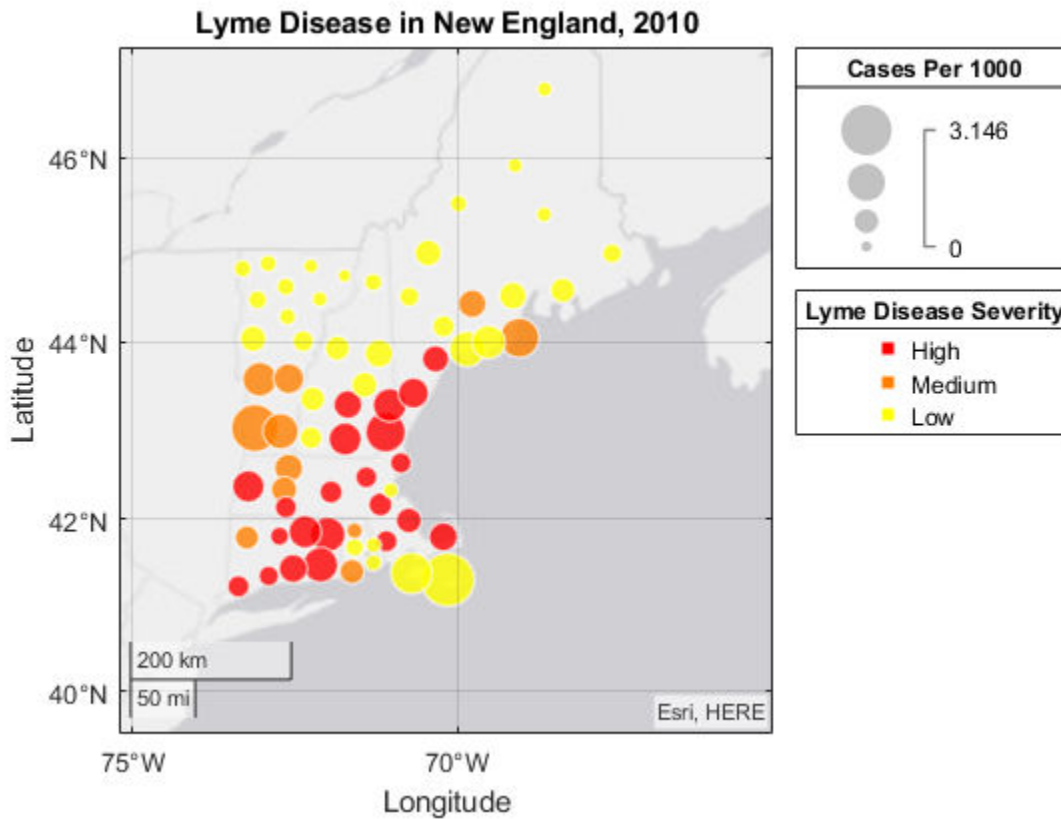 Lyme Disease in New England, 2010
46°N
44°N
42°N
40°N
Latitude
200 km
50 mi
Esri, HERE
75°W
70°W
Longitude
Cases Per 1000
3.146
0
Lyme Disease Severity
High
Medium
Low